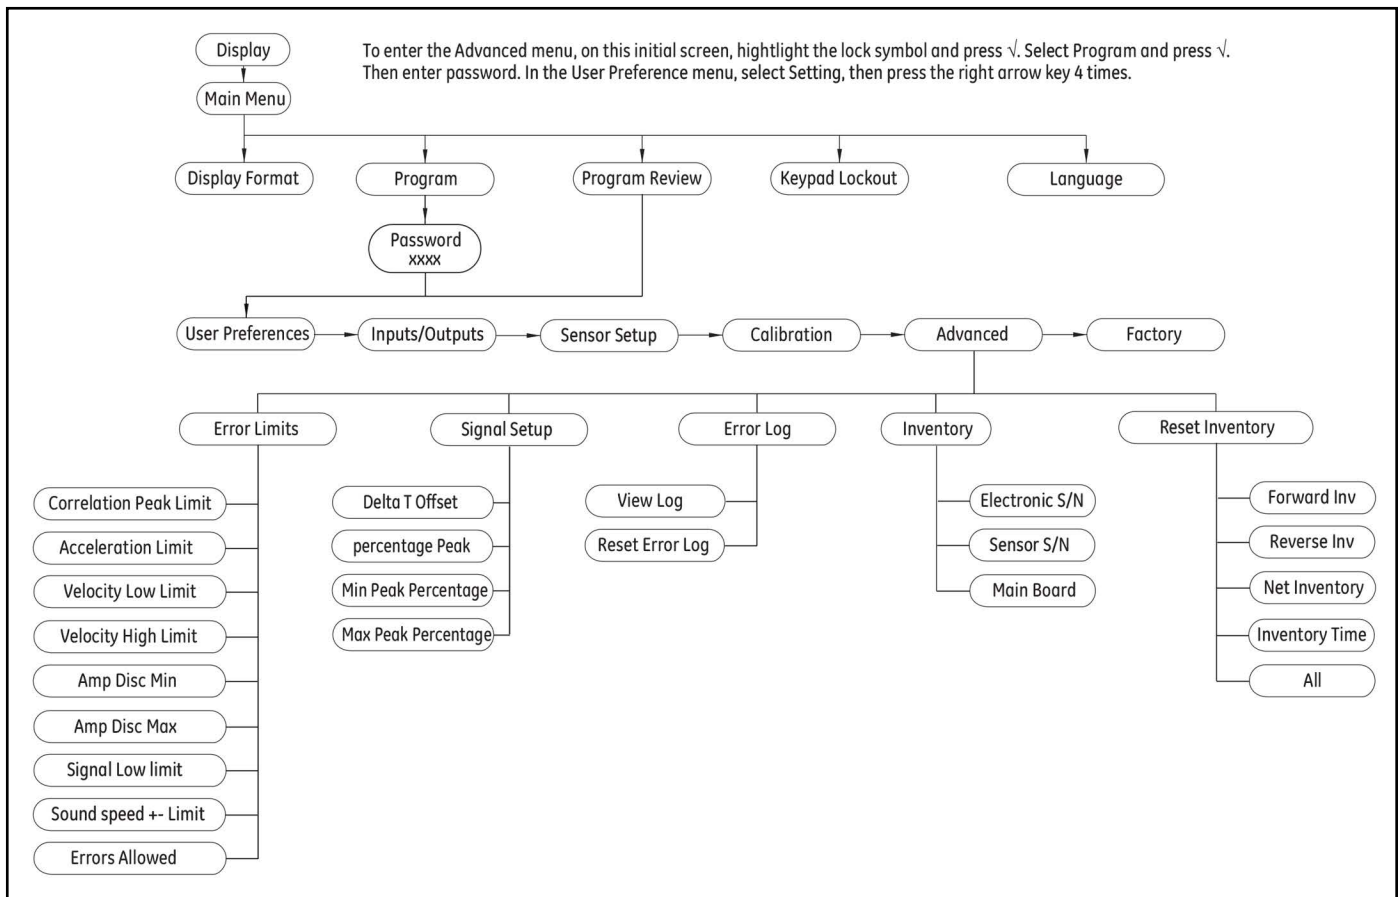 Display
To enter the Advanced menu, on this initial screen, hightlight the lock symbol and press √. Select Program and press √.
Then enter password. In the User Preference menu, select Setting, then press the right arrow key 4 times.
Main Menu
Display Format
Program
Program Review
Keypad Lockout
Language
Password
xxxx
User Preferences
Inputs/Outputs
Sensor Setup
Calibration
Advanced
Factory
Error Limits
Signal Setup
Error Log
Inventory
Reset Inventory
Correlation Peak Limit
Acceleration Limit
Velocity Low Limit
Velocity High Limit
Amp Disc Min
Amp Disc Max
Signal Low limit
Sound speed +- Limit
Errors Allowed
Delta T Offset
percentage Peak
Min Peak Percentage
Max Peak Percentage
View Log
Reset Error Log
Electronic S/N
Sensor S/N
Main Board
Forward Inv
Reverse Inv
Net Inventory
Inventory Time
All